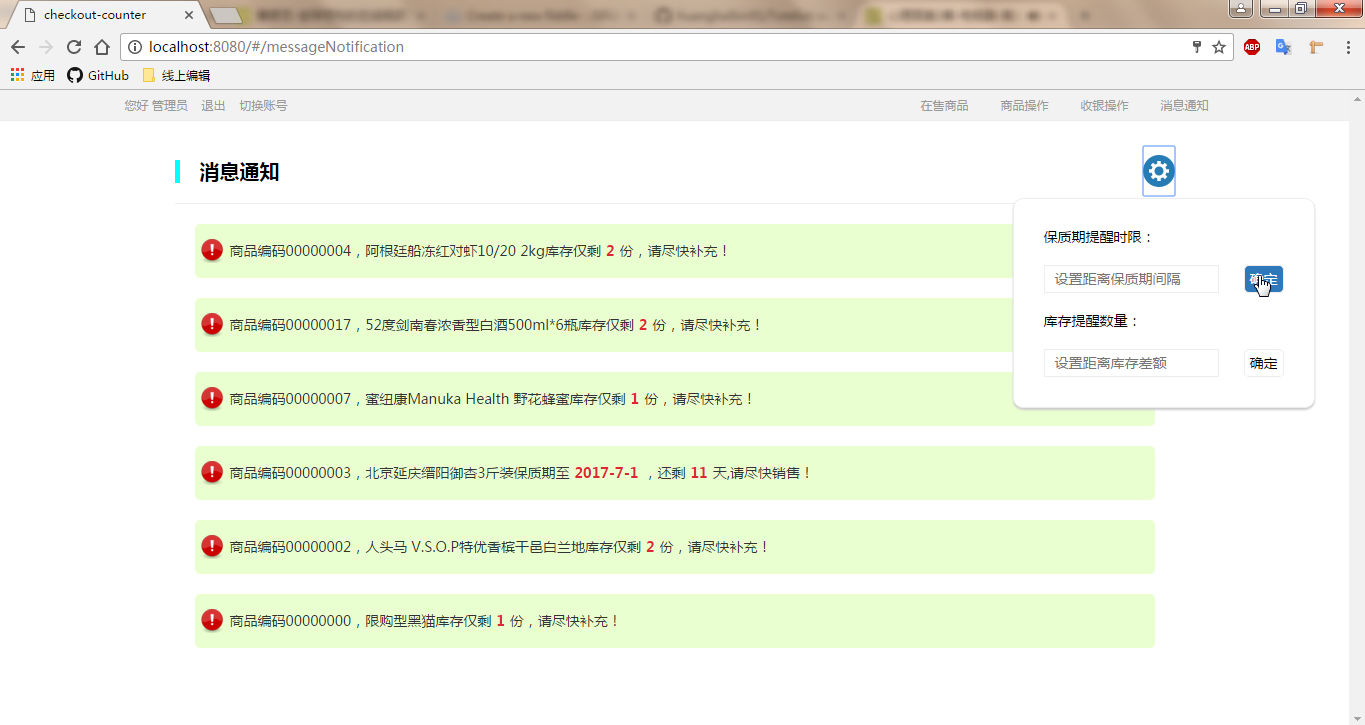 checkout-counter
localhost:8080/#/messageNotification
ABP
应用 GitHub 线上编辑
您好 管理员 退出 切换账号 在售商品 商品操作 收银操作 消息通知
消息通知
商品编码00000004，阿根廷船冻红对虾10/20 2kg库存仅剩 2 份，请尽快补充！
商品编码00000017，52度剑南春浓香型白酒500ml*6瓶库存仅剩 2 份，请尽快补充！
商品编码00000007，蜜纽康Manuka Health 野花蜂蜜库存仅剩 1 份，请尽快补充！
商品编码00000003，北京延庆缙阳御杏3斤装保质期至 2017-7-1 ，还剩 11 天,请尽快销售！
商品编码00000002，人头马 V.S.O.P特优香槟干邑白兰地库存仅剩 2 份，请尽快补充！
商品编码00000000，限购型黑猫库存仅剩 1 份，请尽快补充！
保质期提醒时限：
设置距离保质期间隔 确定
库存提醒数量：
设置距离库存差额 确定